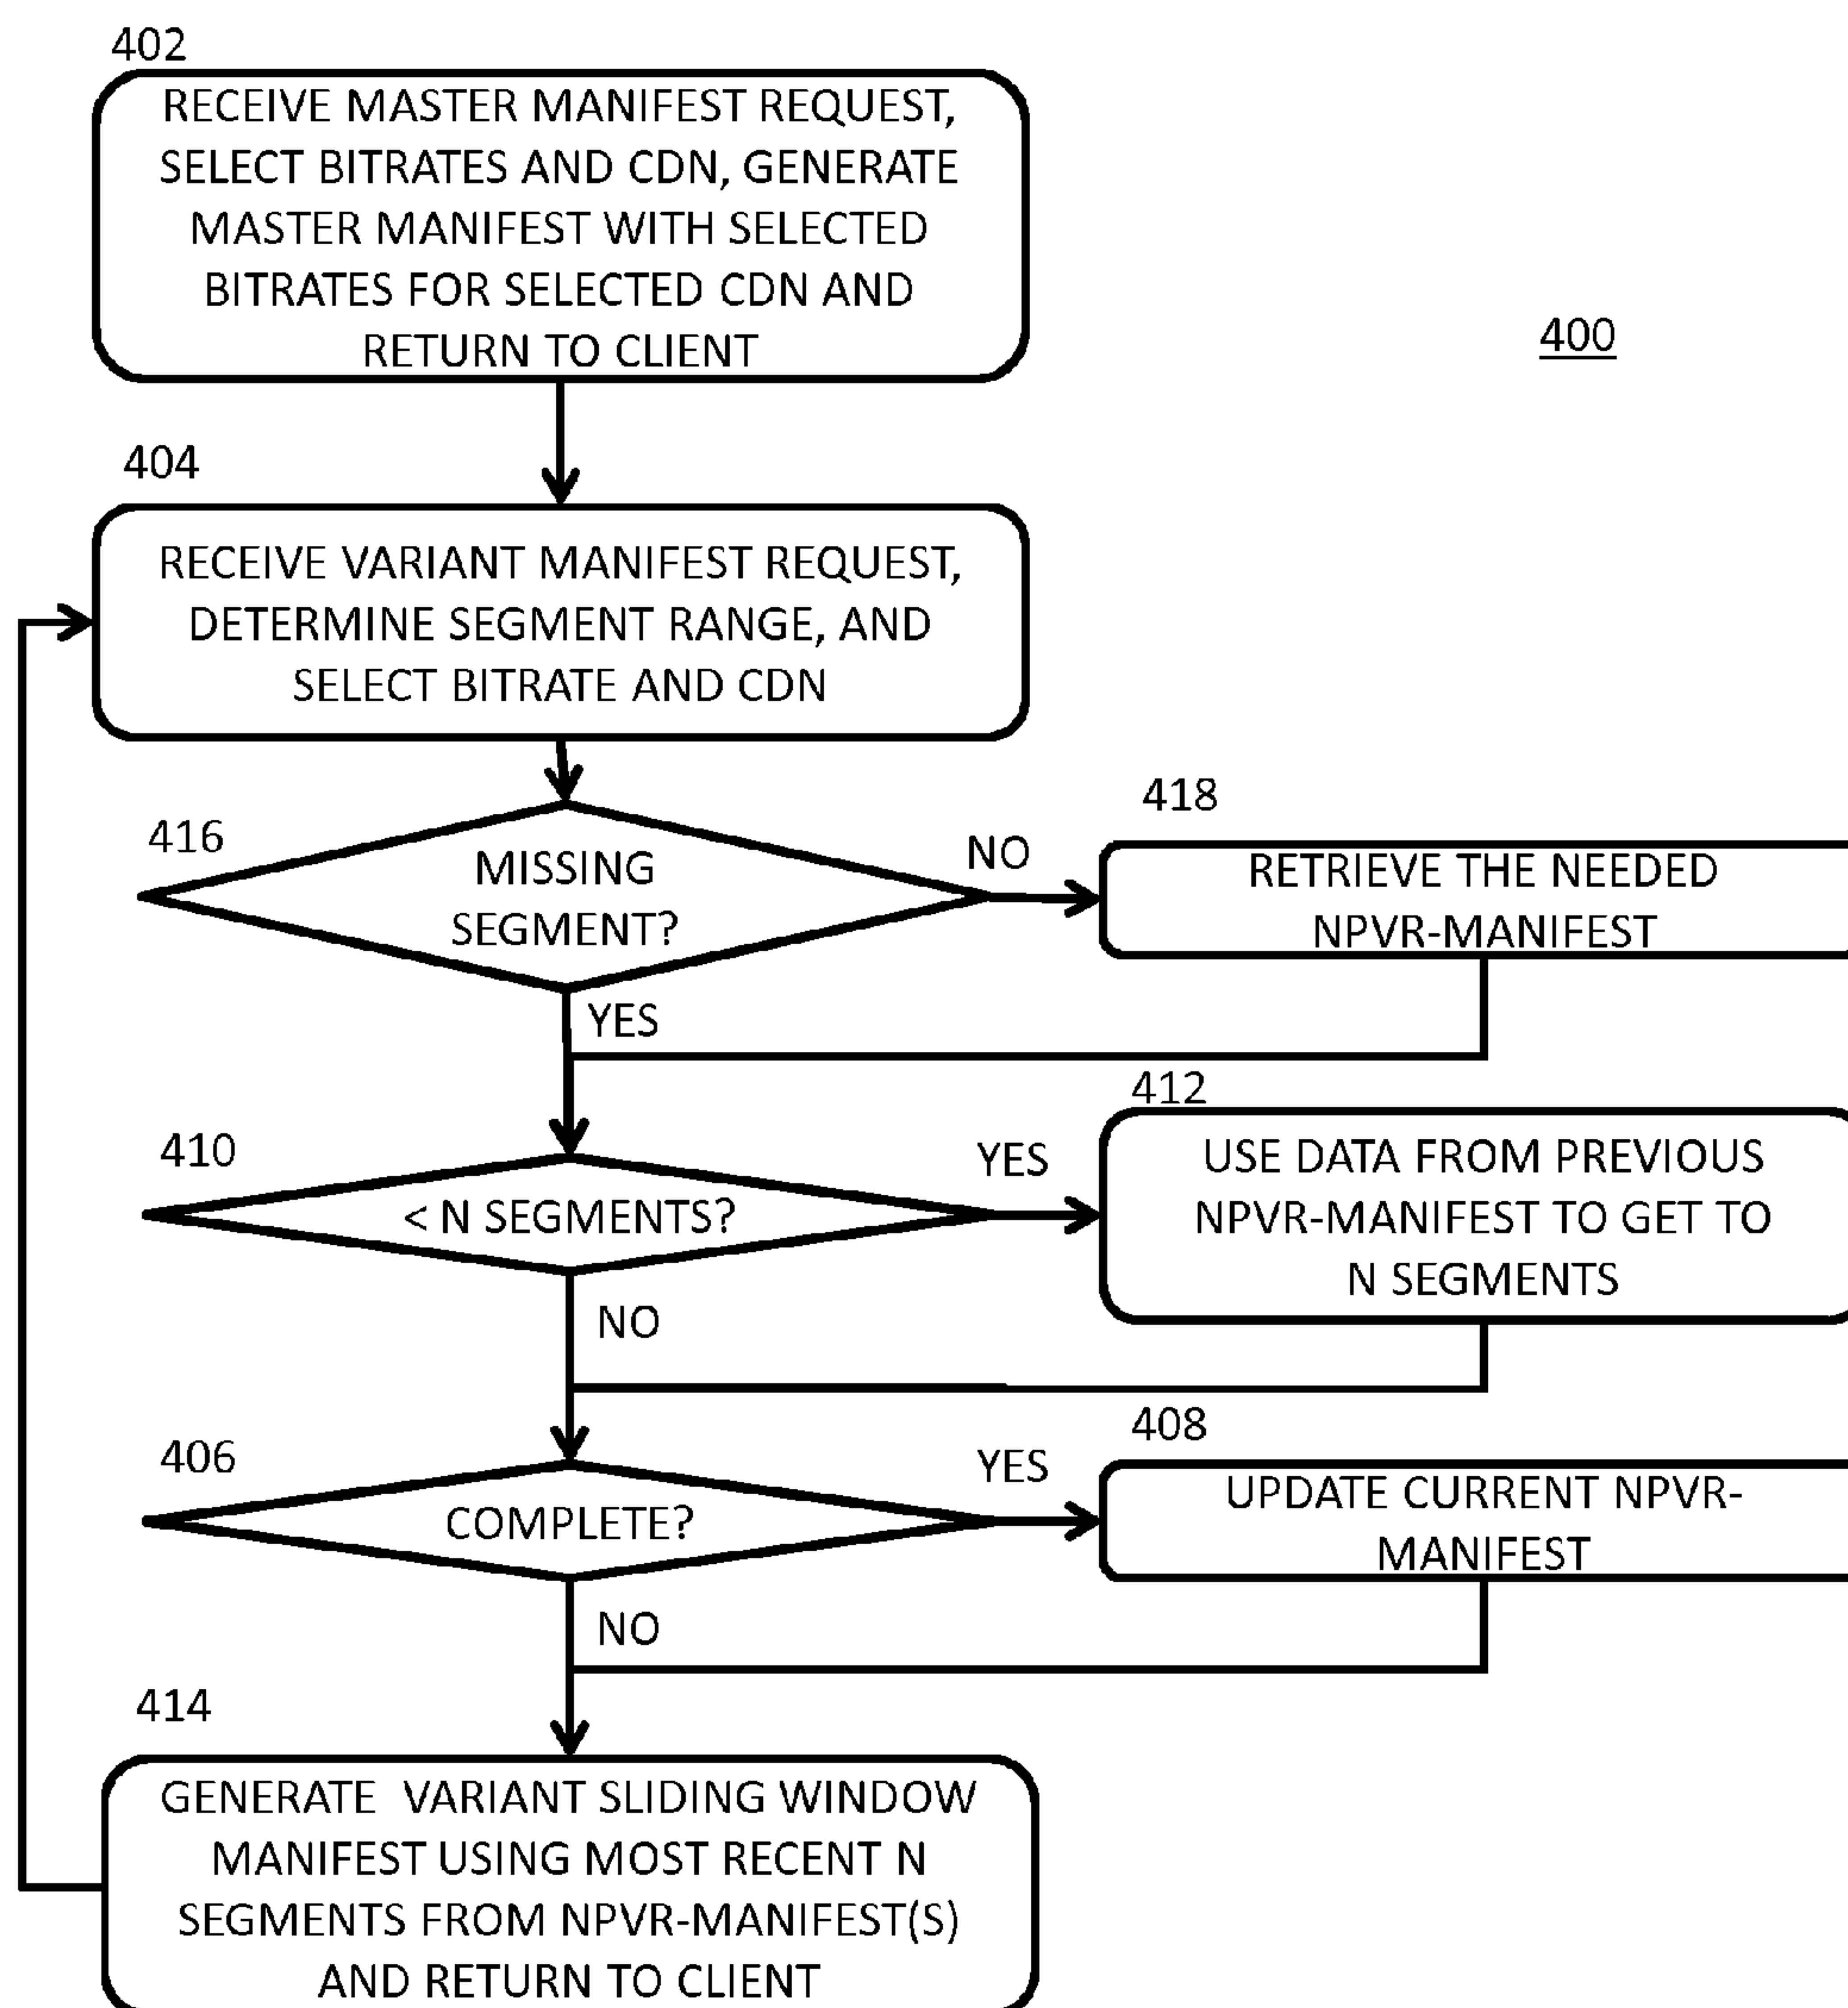 402
RECEIVE MASTER MANIFEST REQUEST,
SELECT BITRATES AND CDN, GENERATE
MASTER MANIFEST WITH SELECTED
BITRATES FOR SELECTED CDN AND
RETURN TO CLIENT
400
404
RECEIVE VARIANT MANIFEST REQUEST,
DETERMINE SEGMENT RANGE, AND
SELECT BITRATE AND CDN
416
MISSING
SEGMENT?
NO
YES
418
RETRIEVE THE NEEDED
NPVR-MANIFEST
410
< N SEGMENTS?
YES
NO
412
USE DATA FROM PREVIOUS
NPVR-MANIFEST TO GET TO
N SEGMENTS
406
COMPLETE?
YES
NO
408
UPDATE CURRENT NPVR-
MANIFEST
414
GENERATE VARIANT SLIDING WINDOW
MANIFEST USING MOST RECENT N
SEGMENTS FROM NPVR-MANIFEST(S)
AND RETURN TO CLIENT